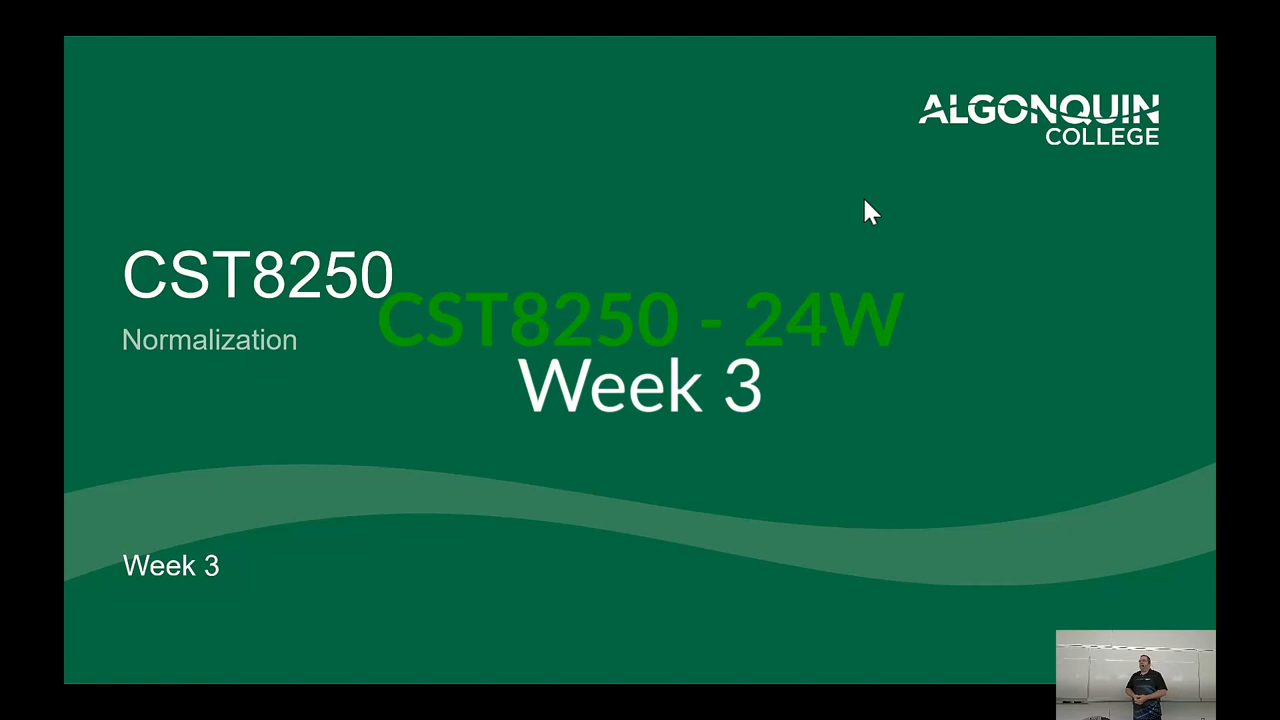 ALGONQUIN
COLLEGE
CST8250
Normalization
CST8250 - 24W
Week 3
Week 3